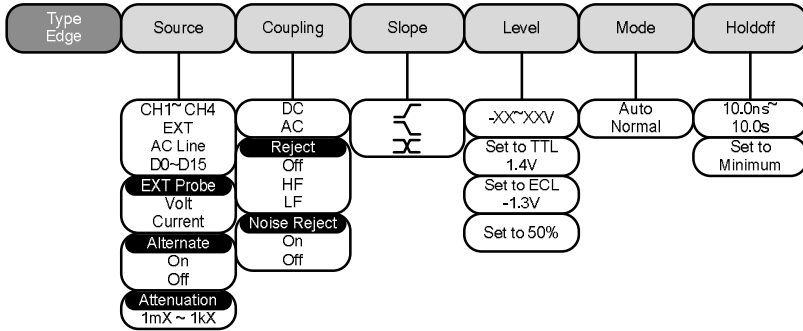 Type
Edge
Source
Coupling
Slope
Level
Mode
Holdoff
CH1~ CH4
EXT
AC Line
D0~D15
EXT Probe
Volt
Current
Alternate
On
Off
Attenuation
1mX ~ 1kX
DC
AC
Reject
Off
HF
LF
Noise Reject
On
Off
-XX~XXV
Set to TTL
1.4V
Set to ECL
-1.3V
Set to 50%
Auto
Normal
10.0ns~
10.0s
Set to
Minimum